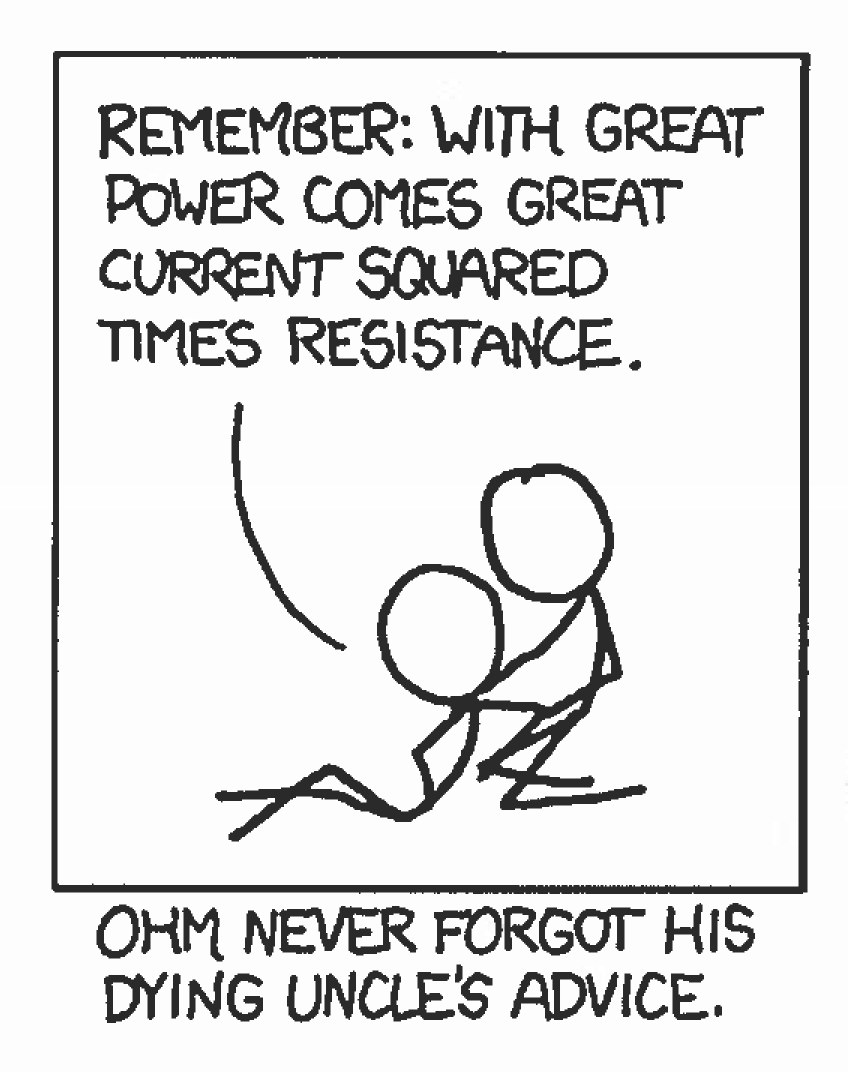 REMEMBER: WITH GREAT
POWER COMES GREAT
CURRENT SQUARED
TIMES RESISTANCE.
OHM NEVER FORGOT HIS
DYING UNCLE'S ADVICE.